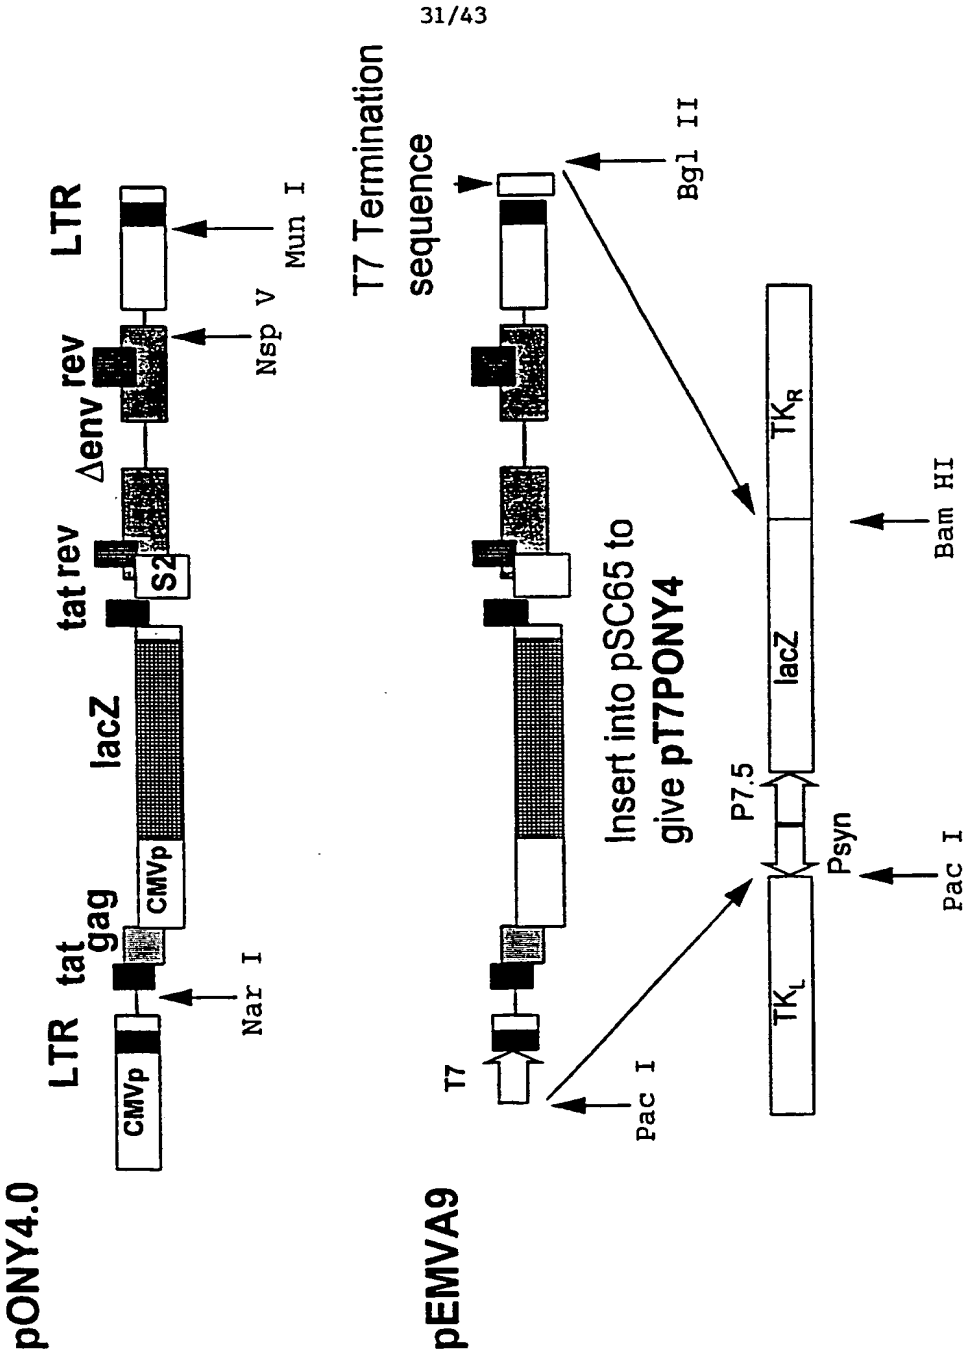 31/43
pONY4.0
LTR
tat
gag
lacZ
tat
rev
Δenv
rev
LTR
CMVp
CMVp
S2
Nar I
Nsp V
Mun I
pEMVA9
T7
T7 Termination
sequence
Pac I
Bgl II
Insert into pSC65 to
give pT7PONY4
TKL
Psyn
P7.5
lacZ
TKR
Pac I
Bam HI